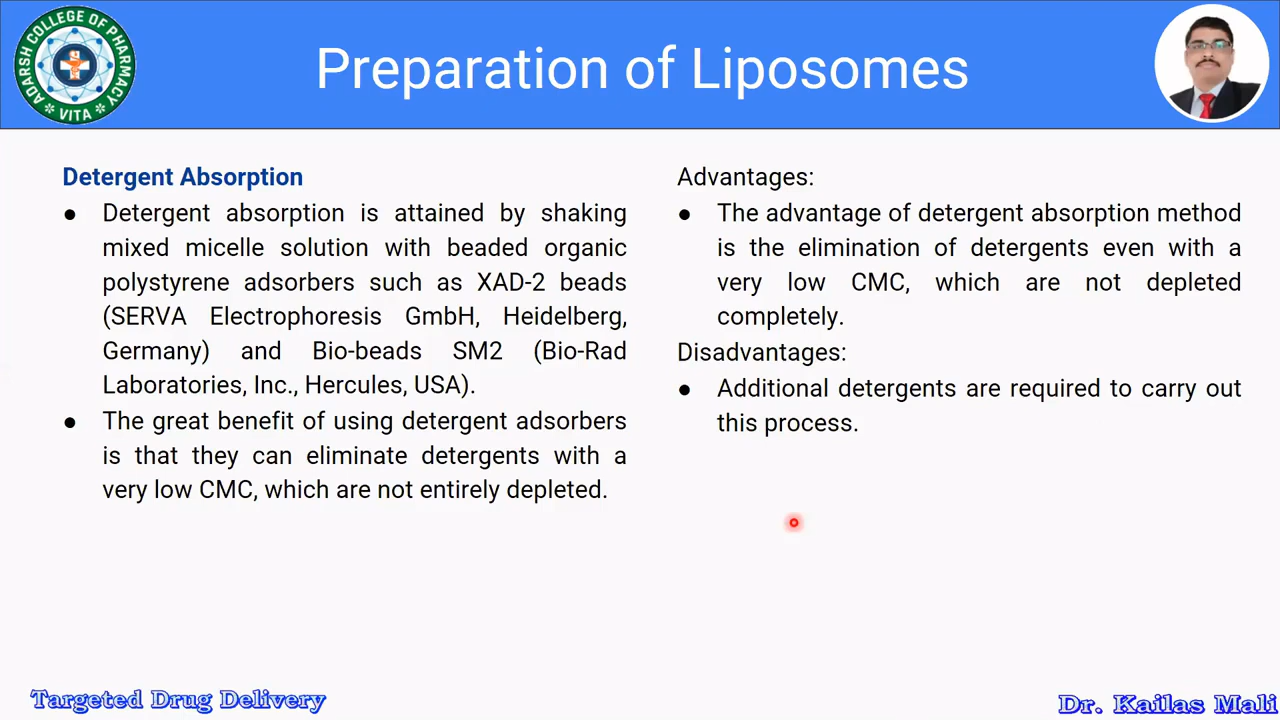 ADARSH COLLEGE OF PHARMACY
VITA
Preparation of Liposomes
Detergent Absorption
● Detergent absorption is attained by shaking
mixed micelle solution with beaded organic
polystyrene adsorbers such as XAD-2 beads
(SERVA Electrophoresis GmbH, Heidelberg,
Germany) and Bio-beads SM2 (Bio-Rad
Laboratories, Inc., Hercules, USA).
● The great benefit of using detergent adsorbers
is that they can eliminate detergents with a
very low CMC, which are not entirely depleted.
Advantages:
● The advantage of detergent absorption method
is the elimination of detergents even with a
very low CMC, which are not depleted
completely.
Disadvantages:
● Additional detergents are required to carry out
this process.
Targeted Drug Delivery
Dr. Kailas Mali